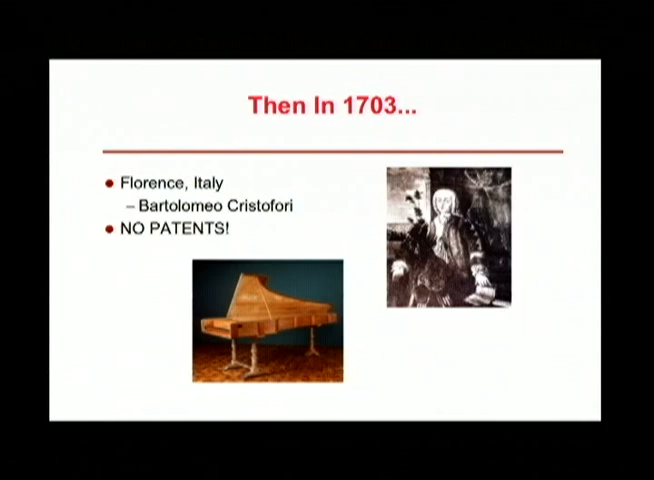 Then In 1703...
Florence, Italy
– Bartolomeo Cristofori
NO PATENTS!